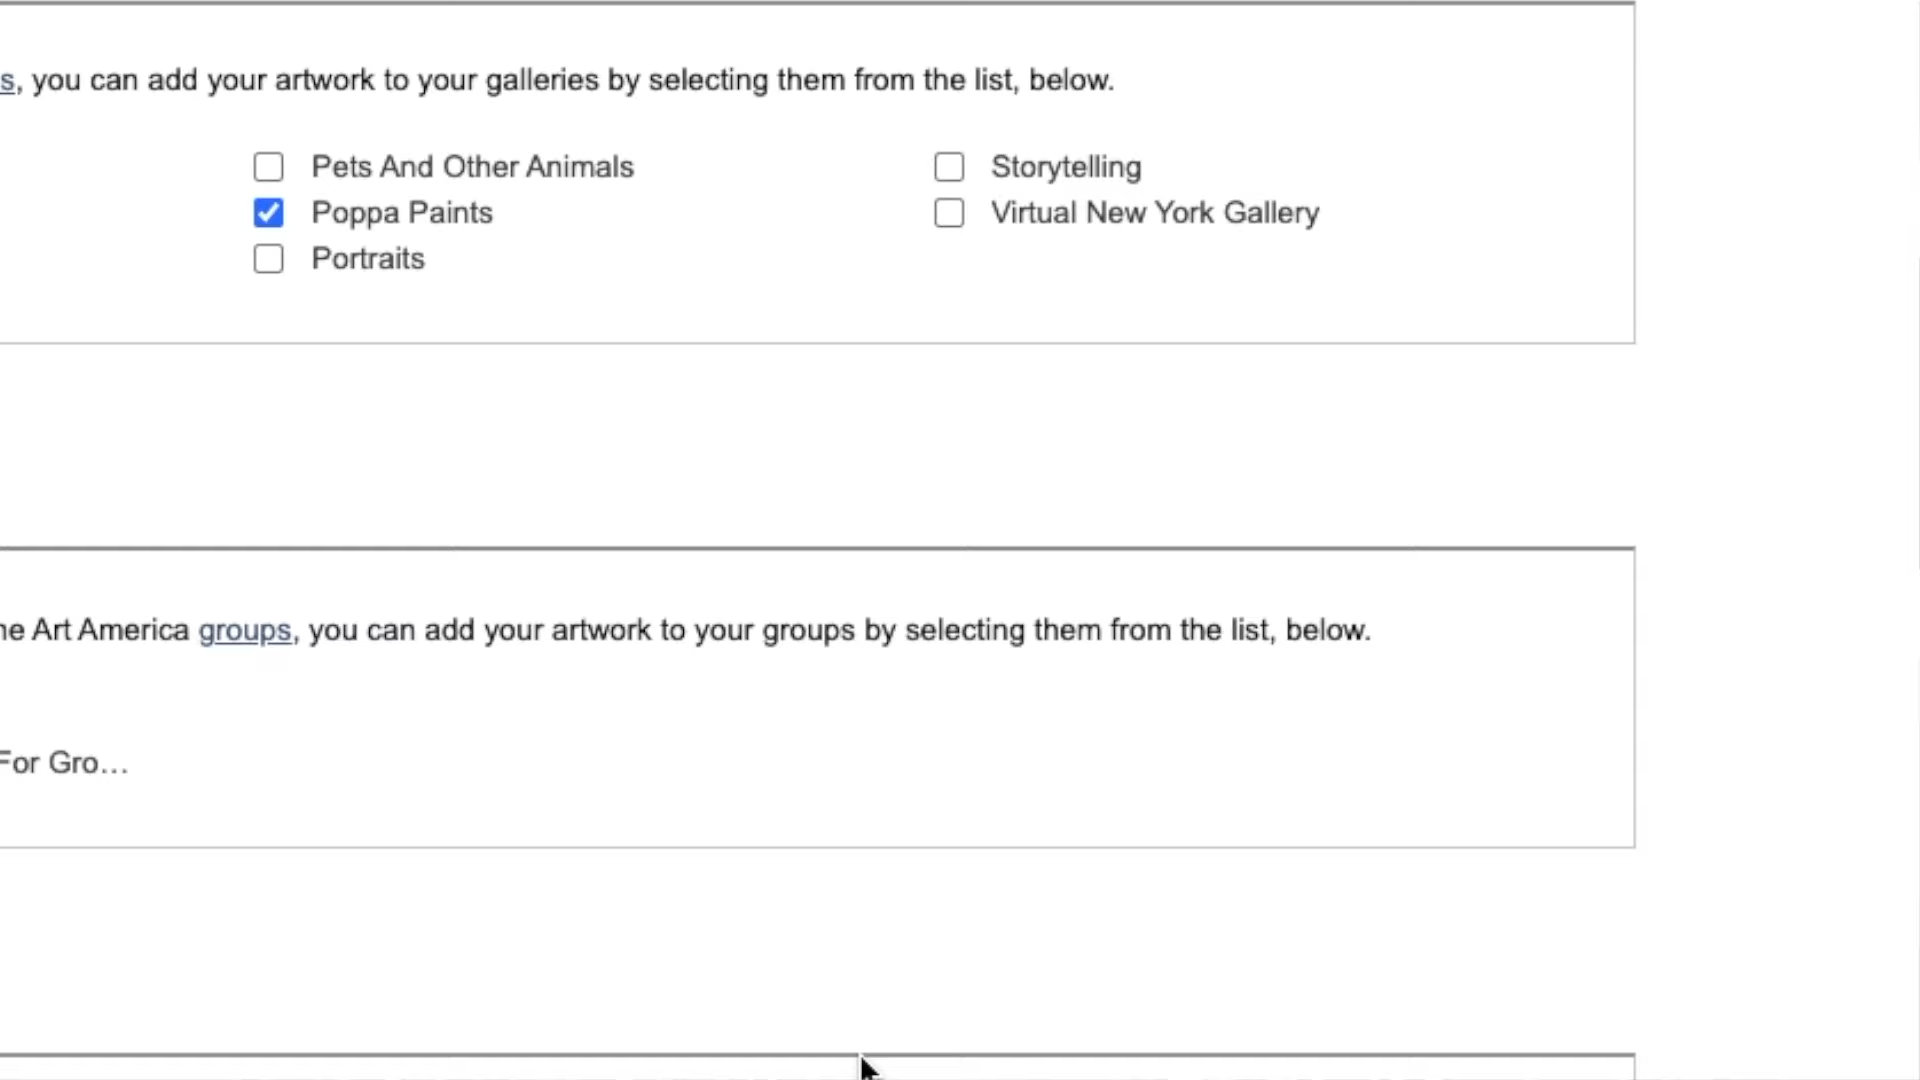 s, you can add your artwork to your galleries by selecting them from the list, below.
Pets And Other Animals
Storytelling
Poppa Paints
Virtual New York Gallery
Portraits
ne Art America groups, you can add your artwork to your groups by selecting them from the list, below.
For Gro...